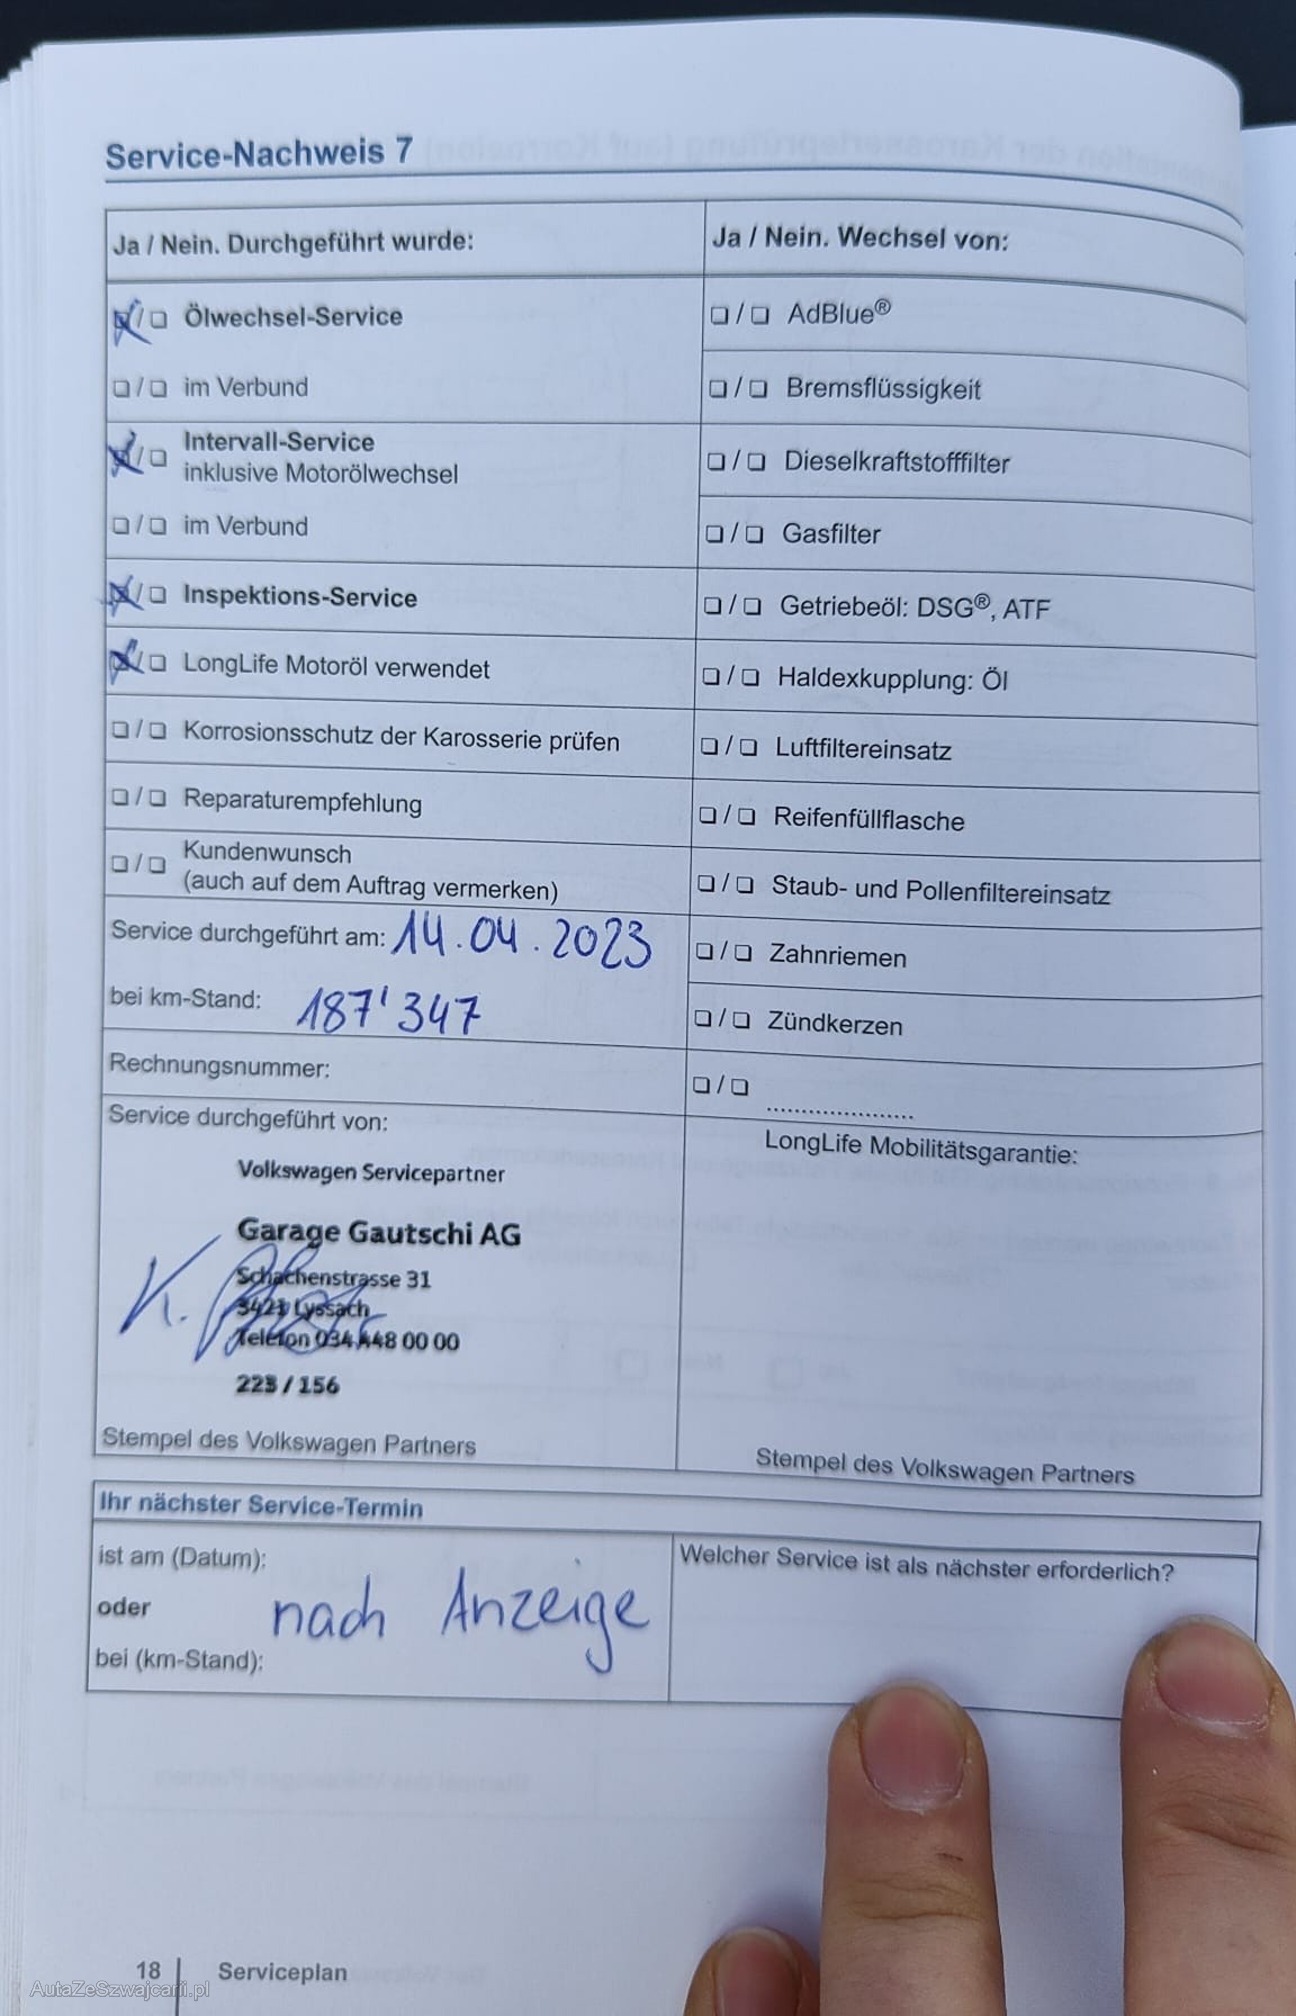 Service-Nachweis 7
Ja / Nein. Durchgeführt wurde:
☒/☐ Ölwechsel-Service
☐/☐ im Verbund
☒/☐ Intervall-Service
inklusive Motorölwechsel
☐/☐ im Verbund
☒/☐ Inspektions-Service
☒/☐ LongLife Motoröl verwendet
☐/☐ Korrosionsschutz der Karosserie prüfen
☐/☐ Reparaturempfehlung
☐/☐ Kundenwunsch
(auch auf dem Auftrag vermerken)
Service durchgeführt am: 14.04.2023
bei km-Stand: 187'347
Rechnungsnummer:
Service durchgeführt von:
Volkswagen Servicepartner
Garage Gautschi AG
Schachenstrasse 31
3421 Lyssach
Telefon 034 448 00 00
223 / 156
K.
Stempel des Volkswagen Partners
Ja / Nein. Wechsel von:
☐/☐ AdBlue®
☐/☐ Bremsflüssigkeit
☐/☐ Dieselkraftstofffilter
☐/☐ Gasfilter
☐/☐ Getriebeöl: DSG®, ATF
☐/☐ Haldexkupplung: Öl
☐/☐ Luftfiltereinsatz
☐/☐ Reifenfüllflasche
☐/☐ Staub- und Pollenfiltereinsatz
☐/☐ Zahnriemen
☐/☐ Zündkerzen
☐/☐ .....................
LongLife Mobilitätsgarantie:
Stempel des Volkswagen Partners
Ihr nächster Service-Termin
ist am (Datum):
oder
nach Anzeige
bei (km-Stand):
Welcher Service ist als nächster erforderlich?
18 | Serviceplan
AutaZeSzwajcarii.pl